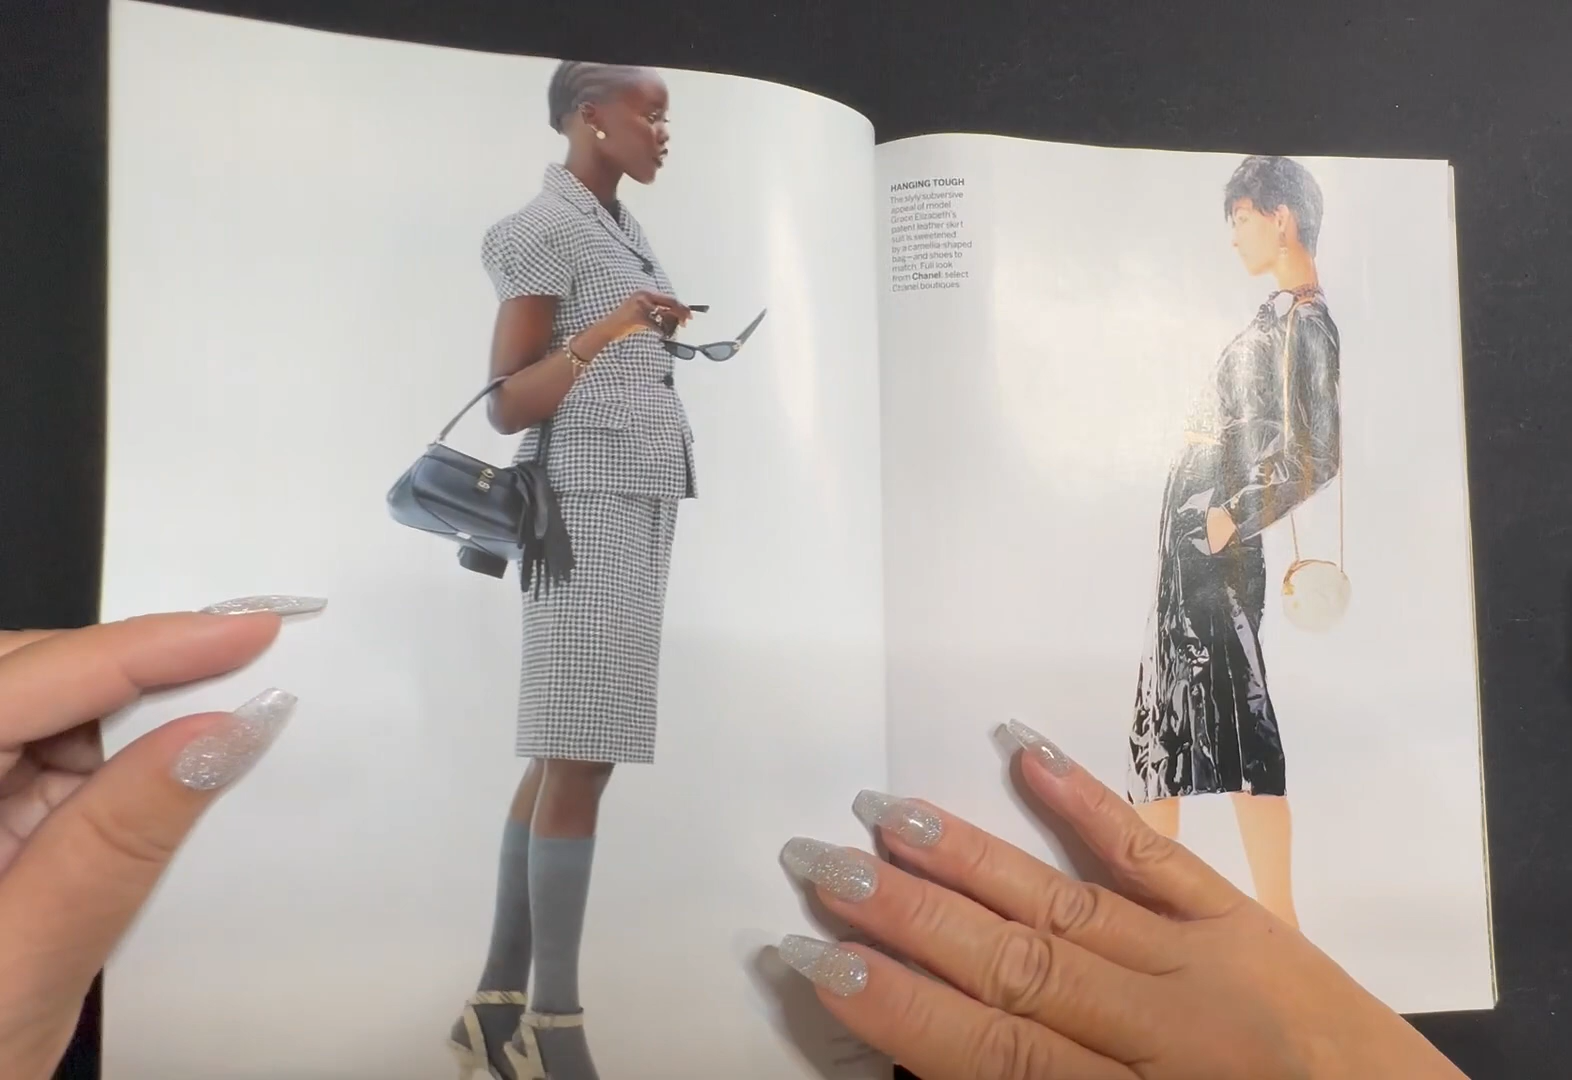 HANGING TOUGH
The slyly subversive
appeal of model
Grace Elizabeth's
patent leather skirt
suit is sweetened
by a camellia-shaped
bag—and shoes to
match. Full look
from Chanel; select
Chanel boutiques.